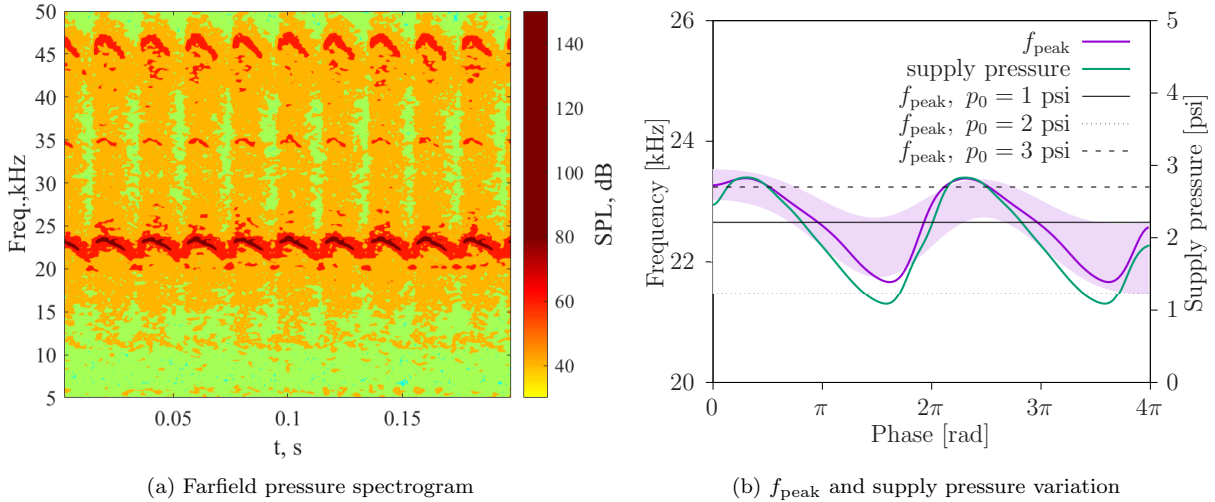 50
45
40
35
30
25
20
15
10
5
Freq.,kHz
0.05
0.1
0.15
t, s
140
120
100
80
60
40
SPL, dB
(a) Farfield pressure spectrogram
26
24
22
20
Frequency [kHz]
f_peak
supply pressure
f_peak, p_0 = 1 psi
f_peak, p_0 = 2 psi
f_peak, p_0 = 3 psi
0
π
2π
3π
4π
Phase [rad]
5
4
3
2
1
0
Supply pressure [psi]
(b) f_peak and supply pressure variation